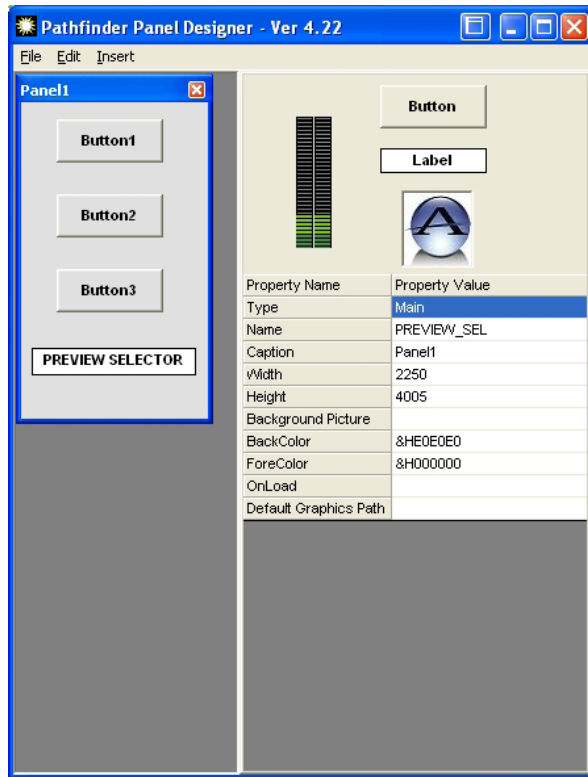 Pathfinder Panel Designer - Ver 4.22
File Edit Insert
Panel1
Button1
Button2
Button3
PREVIEW SELECTOR
Button
Label
A
Property Name Property Value
Type Main
Name PREVIEW_SEL
Caption Panel1
Width 2250
Height 4005
Background Picture
BackColor &HE0E0E0
ForeColor &H000000
OnLoad
Default Graphics Path